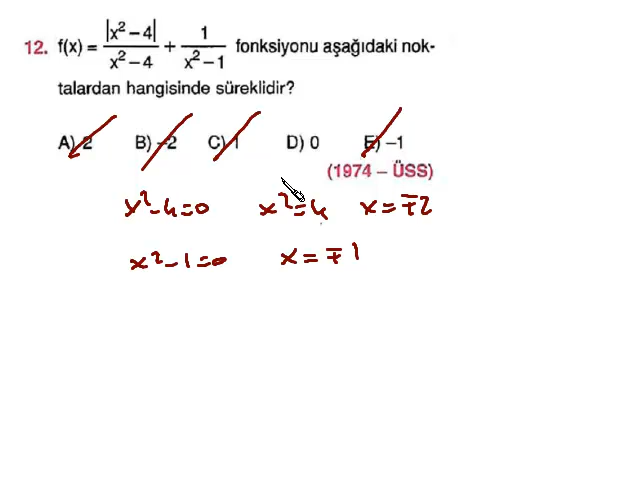 12. f(x) = |x² – 4| / x² – 4 + 1 / x² – 1 fonksiyonu aşağıdaki nok-
talardan hangisinde süreklidir?
A) 2 B) –2 C) 1 D) 0 E) –1
(1974 – ÜSS)
x² – 4 = 0 x² = 4 x = ∓2
x² – 1 = 0 x = ∓1